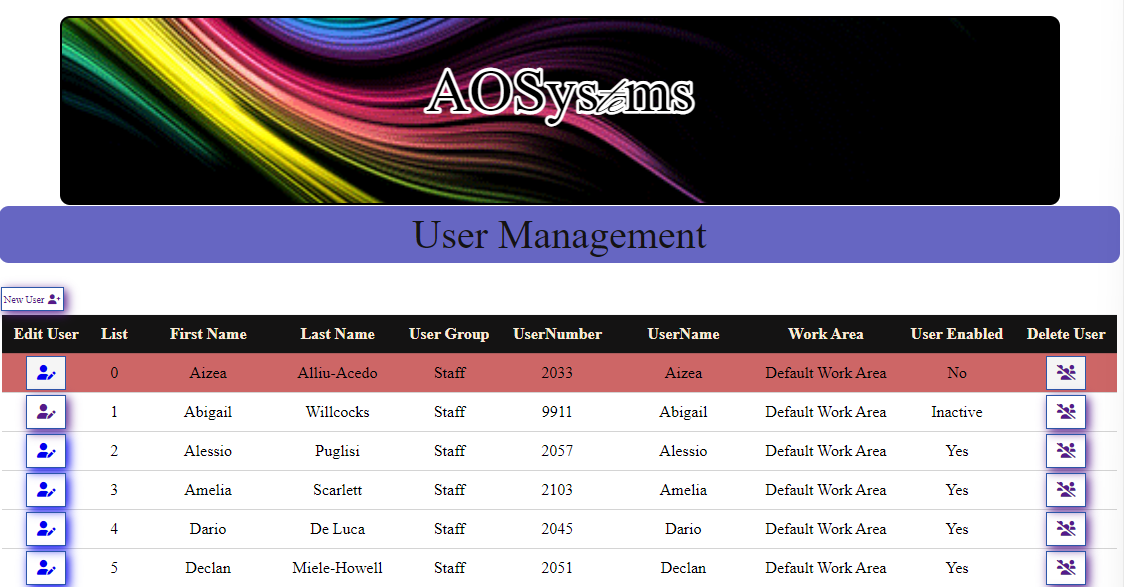 AOSystems
User Management
New User
Edit User List First Name Last Name User Group UserNumber UserName Work Area User Enabled Delete User
0 Aizea Alliu-Acedo Staff 2033 Aizea Default Work Area No
1 Abigail Willcocks Staff 9911 Abigail Default Work Area Inactive
2 Alessio Puglisi Staff 2057 Alessio Default Work Area Yes
3 Amelia Scarlett Staff 2103 Amelia Default Work Area Yes
4 Dario De Luca Staff 2045 Dario Default Work Area Yes
5 Declan Miele-Howell Staff 2051 Declan Default Work Area Yes